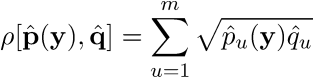 ρ[p̂(y), q̂] = ∑_{u=1}^{m} √(p̂_u(y)q̂_u)